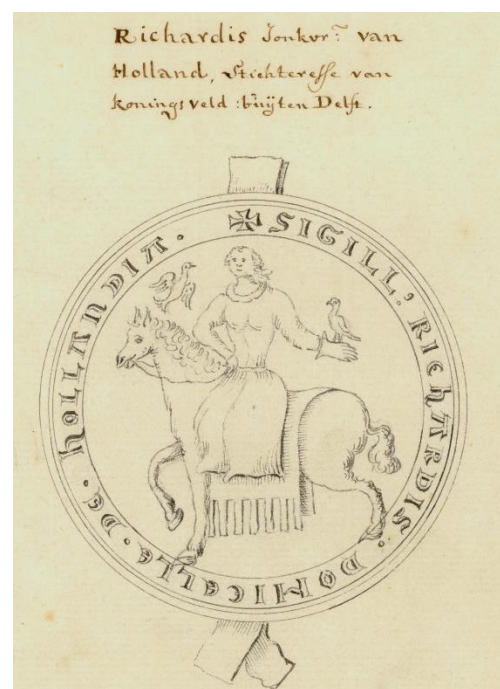 Richardis Jonkvr: van
Holland, Stichteresse van
koningsveld :buÿten Delft.
✠ SIGILL; RICHARDIS: DOMICELLE. DE. HOLLANDIA.